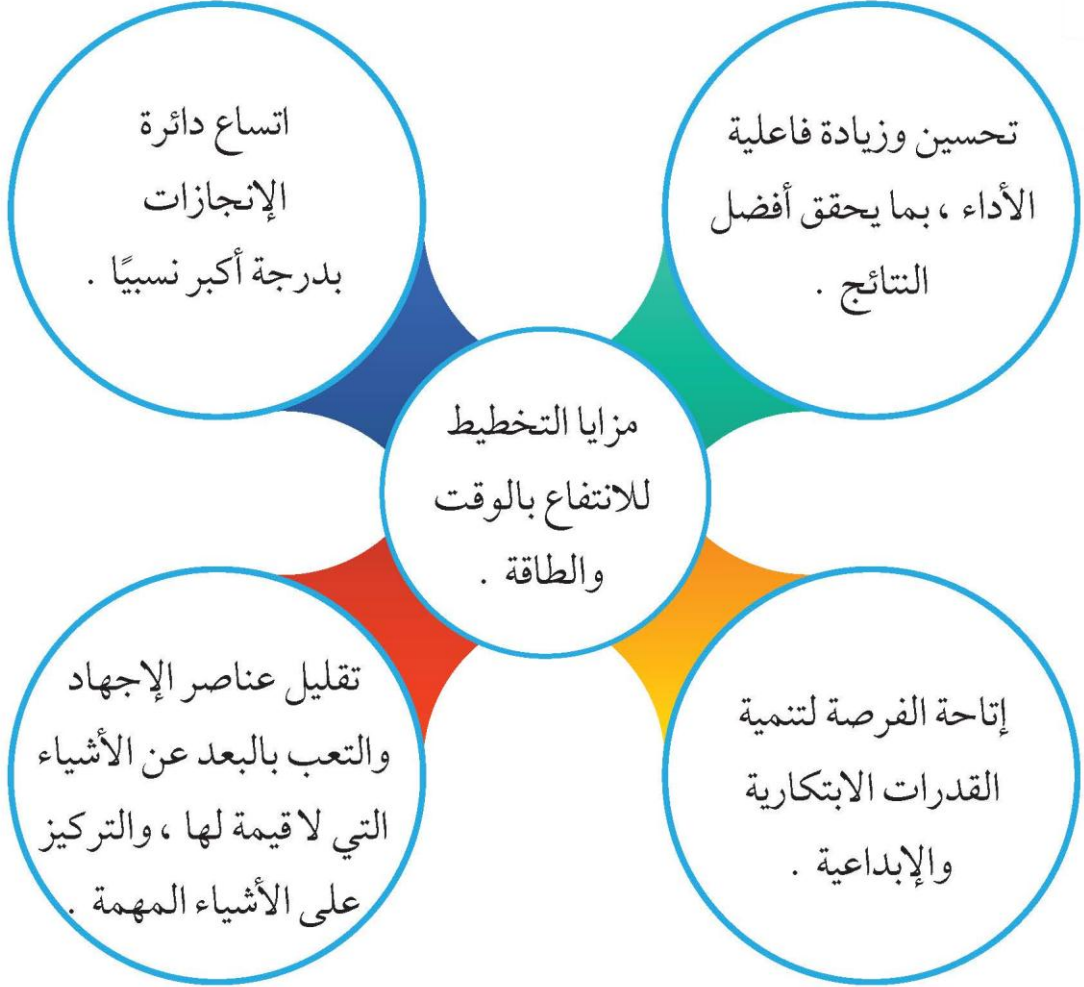 تحسين وزيادة فاعلية
الأداء ، بما يحقق أفضل
النتائج .
اتساع دائرة
الإنجازات
بدرجة أكبر نسبيًا .
مزايا التخطيط
للانتفاع بالوقت
والطاقة .
إتاحة الفرصة لتنمية
القدرات الابتكارية
والإبداعية .
تقليل عناصر الإجهاد
والتعب بالبعد عن الأشياء
التي لا قيمة لها ، والتركيز
على الأشياء المهمة .